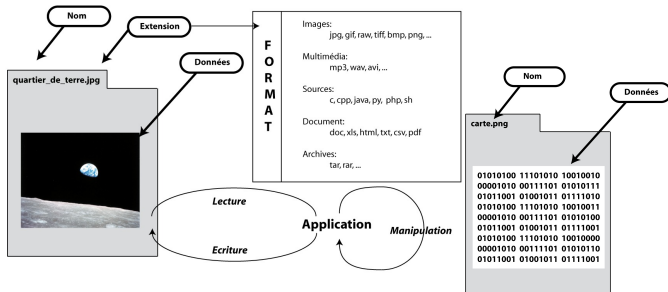 Nom
Extension
Données
quartier_de_terre.jpg
FORMAT
Images:
jpg, gif, raw, tiff, bmp, png, ...
Multimédia:
mp3, wav, avi, ...
Sources:
c, cpp, java, py, php, sh
Document:
doc, xls, html, txt, csv, pdf
Archives:
tar, rar, ...
Lecture
Ecriture
Application
Manipulation
Nom
Données
carte.png
01010100 11101010 10010010
00001010 00111101 01010111
01011001 01001011 01111010
01010100 11101010 10010011
00001010 00111101 01010100
01011001 01001011 01111001
01010100 11101010 10010000
00001010 00111101 01010110
01011001 01001011 01111001